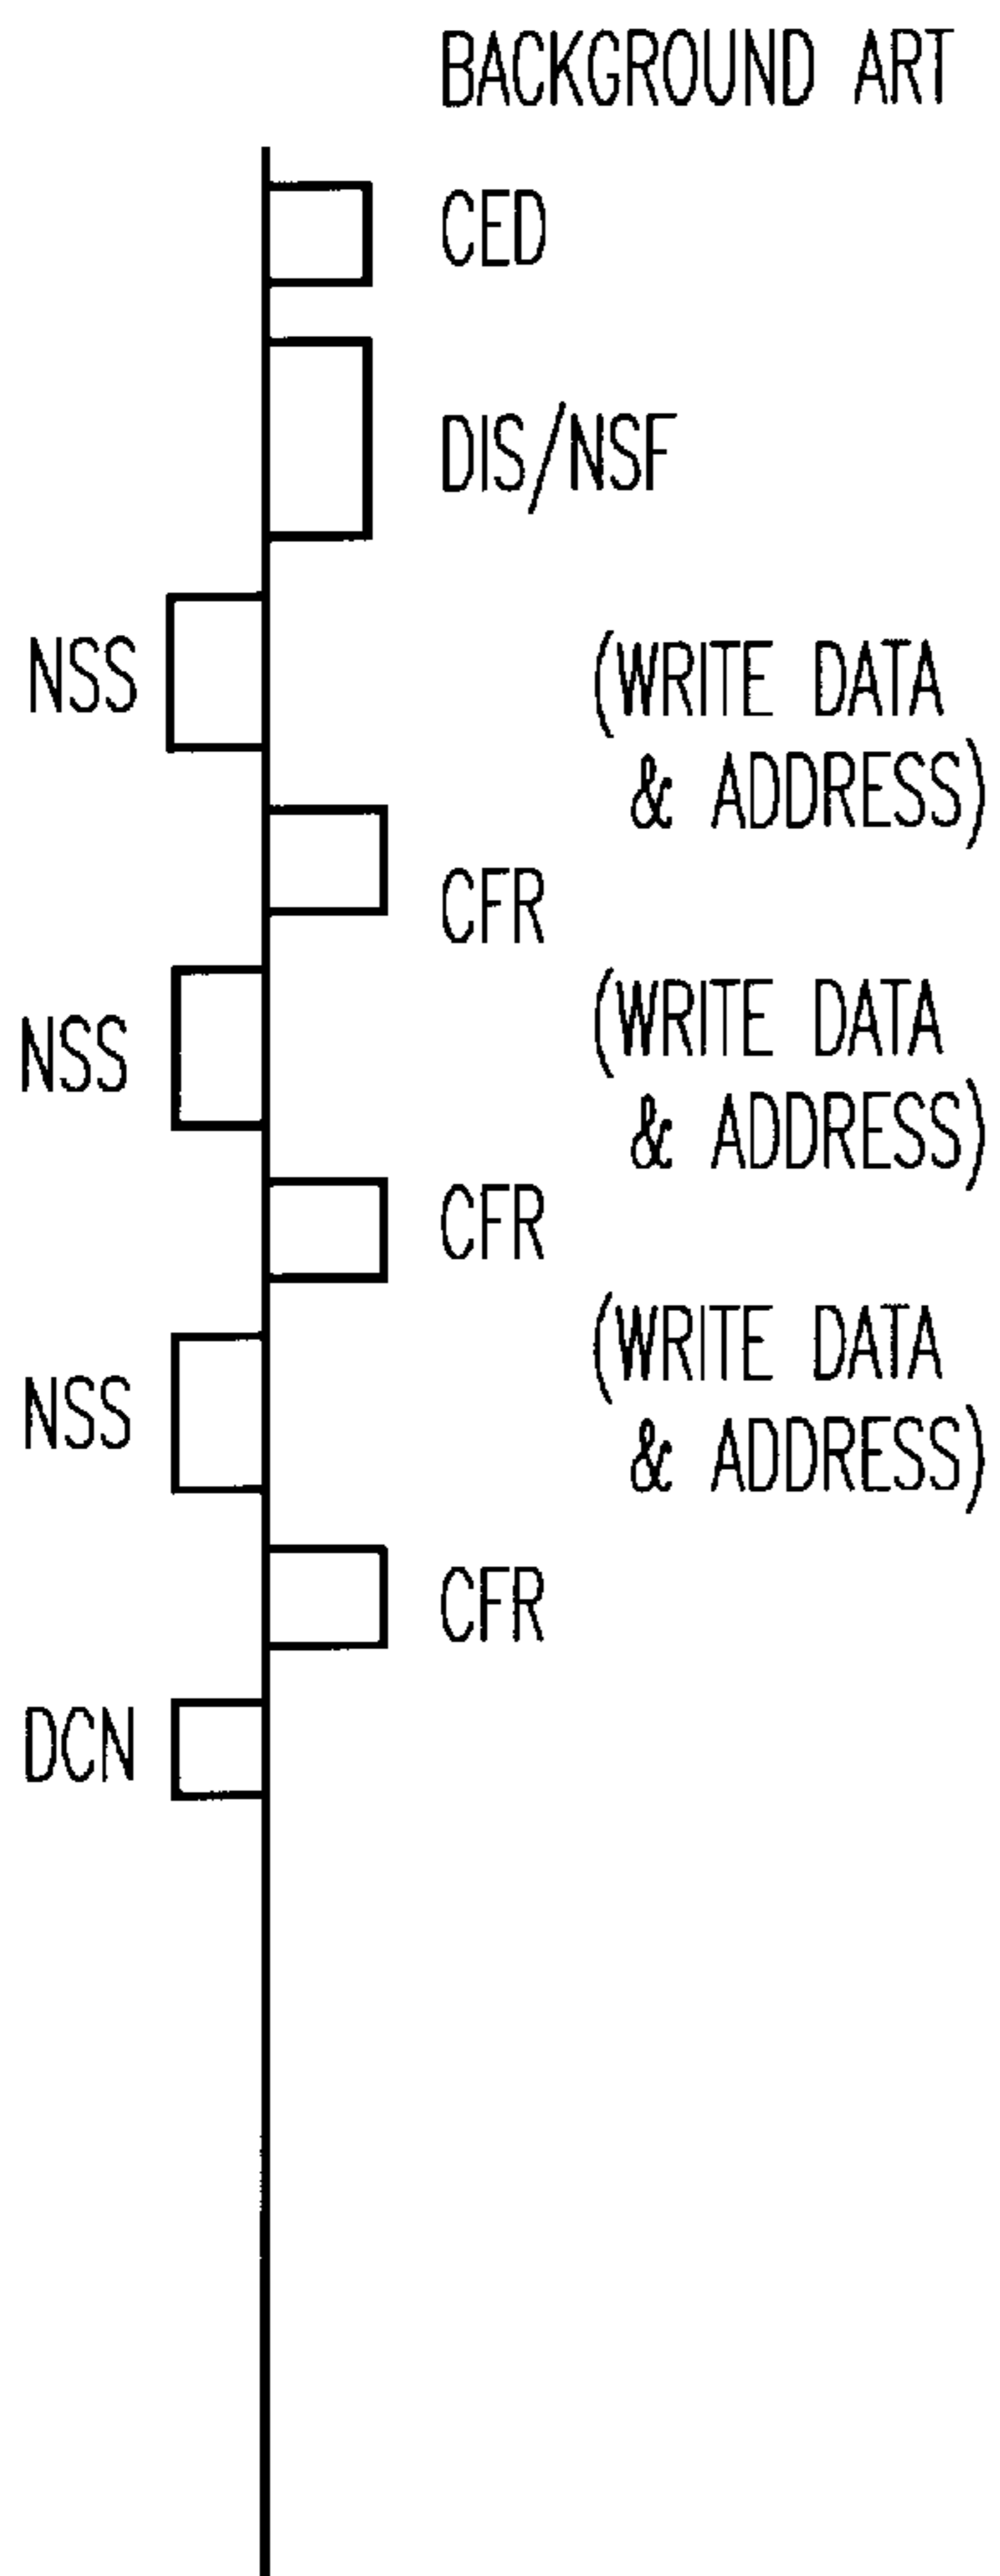 BACKGROUND ART
CED
DIS/NSF
NSS
(WRITE DATA
& ADDRESS)
CFR
NSS
(WRITE DATA
& ADDRESS)
CFR
NSS
(WRITE DATA
& ADDRESS)
CFR
DCN